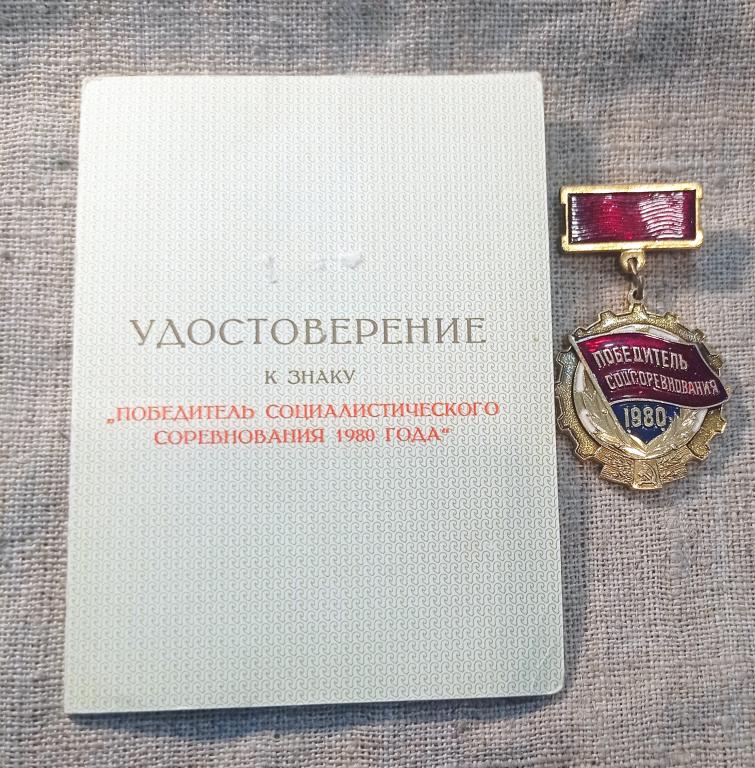 УДОСТОВЕРЕНИЕ
К ЗНАКУ
„ПОБЕДИТЕЛЬ СОЦИАЛИСТИЧЕСКОГО
СОРЕВНОВАНИЯ 1980 ГОДА“
ПОБЕДИТЕЛЬ
СОЦСОРЕВНОВАНИЯ
1980